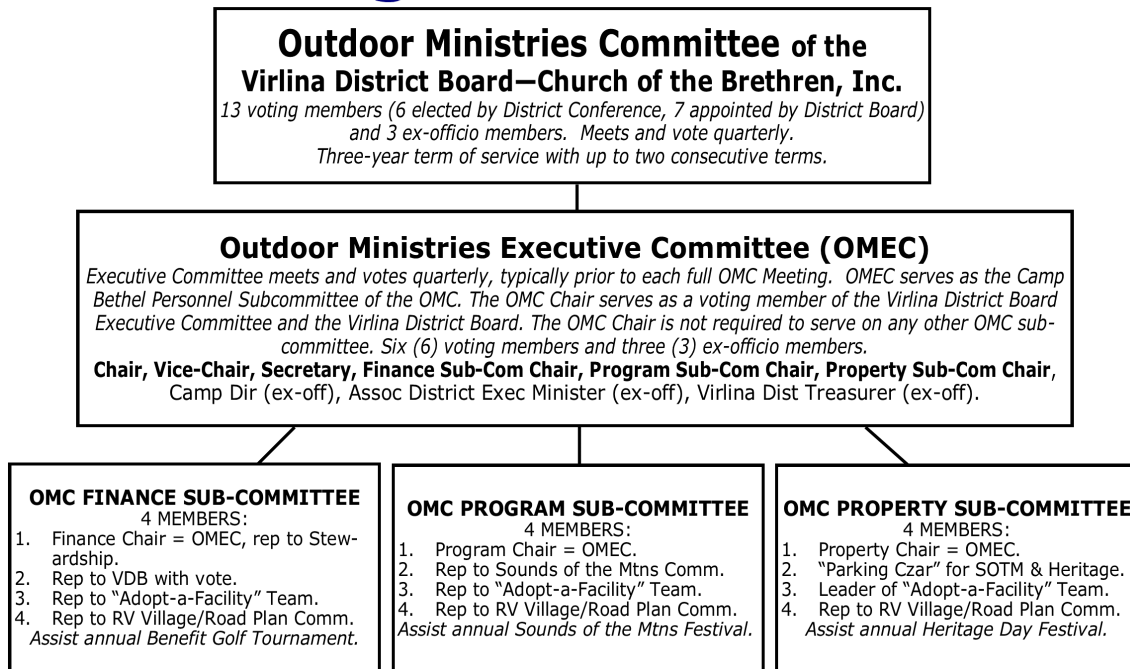 Outdoor Ministries Committee of the
Virlina District Board—Church of the Brethren, Inc.
13 voting members (6 elected by District Conference, 7 appointed by District Board)
and 3 ex-officio members.  Meets and vote quarterly.
Three-year term of service with up to two consecutive terms.
Outdoor Ministries Executive Committee (OMEC)
Executive Committee meets and votes quarterly, typically prior to each full OMC Meeting.  OMEC serves as the Camp
Bethel Personnel Subcommittee of the OMC. The OMC Chair serves as a voting member of the Virlina District Board
Executive Committee and the Virlina District Board. The OMC Chair is not required to serve on any other OMC sub-
committee. Six (6) voting members and three (3) ex-officio members.
Chair, Vice-Chair, Secretary, Finance Sub-Com Chair, Program Sub-Com Chair, Property Sub-Com Chair,
Camp Dir (ex-off), Assoc District Exec Minister (ex-off), Virlina Dist Treasurer (ex-off).
OMC FINANCE SUB-COMMITTEE
4 MEMBERS:
1. Finance Chair = OMEC, rep to Stew-
ardship.
2. Rep to VDB with vote.
3. Rep to “Adopt-a-Facility” Team.
4. Rep to RV Village/Road Plan Comm.
Assist annual Benefit Golf Tournament.
OMC PROGRAM SUB-COMMITTEE
4 MEMBERS:
1. Program Chair = OMEC.
2. Rep to Sounds of the Mtns Comm.
3. Rep to “Adopt-a-Facility” Team.
4. Rep to RV Village/Road Plan Comm.
Assist annual Sounds of the Mtns Festival.
OMC PROPERTY SUB-COMMITTEE
4 MEMBERS:
1. Property Chair = OMEC.
2. “Parking Czar” for SOTM & Heritage.
3. Leader of “Adopt-a-Facility” Team.
4. Rep to RV Village/Road Plan Comm.
Assist annual Heritage Day Festival.